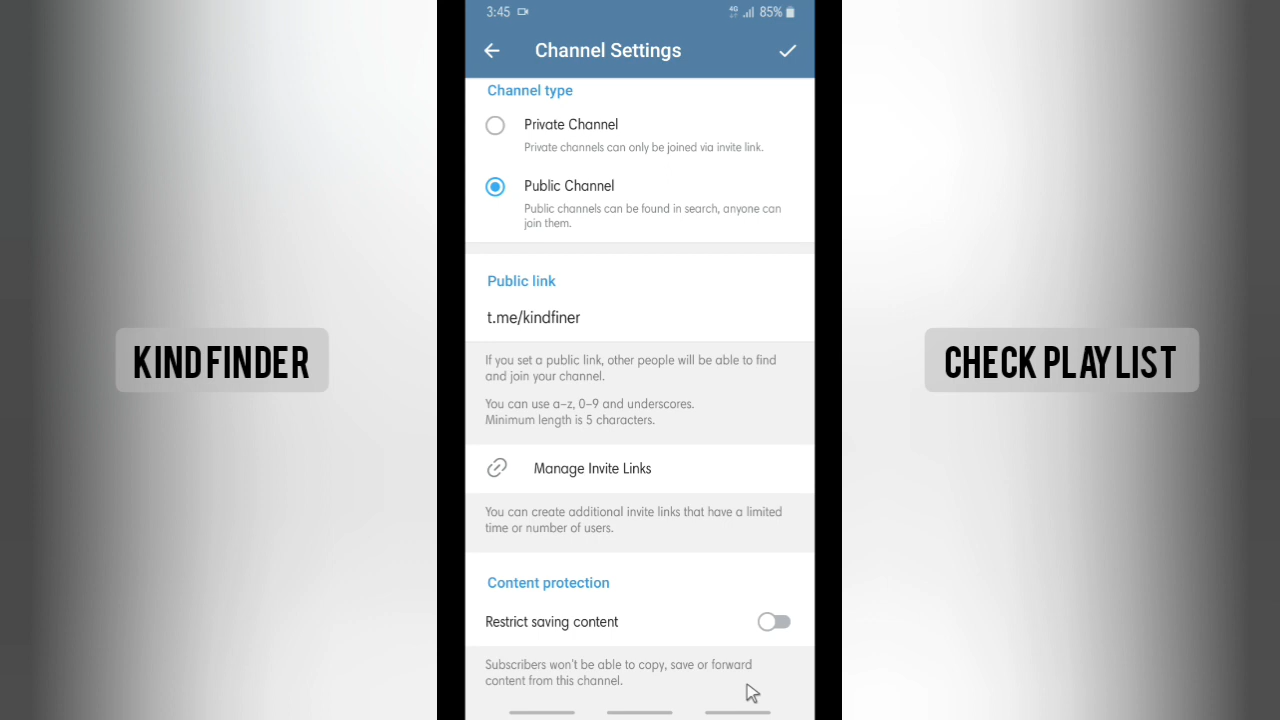 3:45
4G 85%
Channel Settings
Channel type
Private Channel
Private channels can only be joined via invite link.
Public Channel
Public channels can be found in search, anyone can
join them.
Public link
t.me/kindfiner
If you set a public link, other people will be able to find
and join your channel.
You can use a–z, 0–9 and underscores.
Minimum length is 5 characters.
Manage Invite Links
You can create additional invite links that have a limited
time or number of users.
Content protection
Restrict saving content
Subscribers won't be able to copy, save or forward
content from this channel.
KIND FINDER
CHECK PLAYLIST